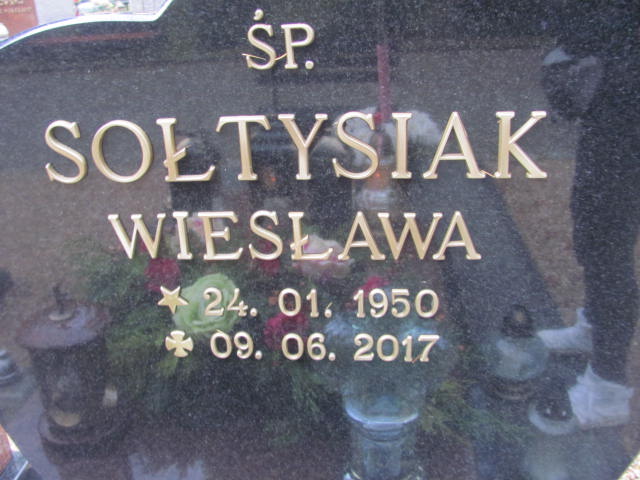 ŚP.
SOŁTYSIAK
WIESŁAWA
24. 01. 1950
09. 06. 2017